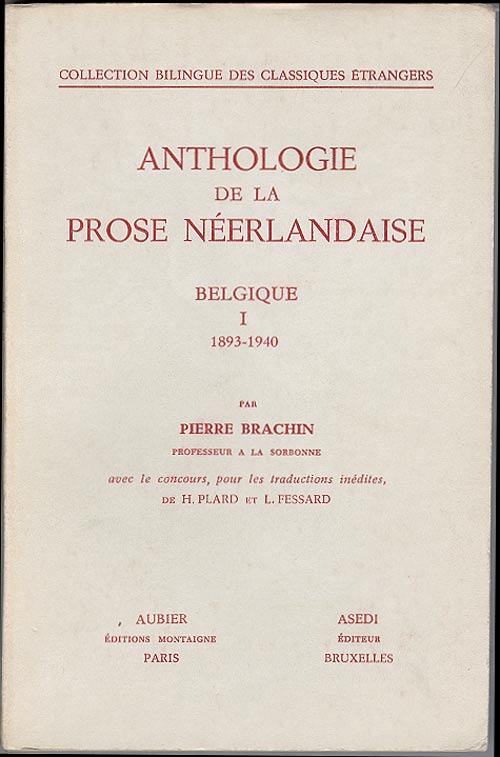 COLLECTION BILINGUE DES CLASSIQUES ÉTRANGERS
ANTHOLOGIE
DE LA
PROSE NÉERLANDAISE
BELGIQUE
I
1893-1940
PAR
PIERRE BRACHIN
PROFESSEUR A LA SORBONNE
avec le concours, pour les traductions inédites,
DE H. PLARD ET L. FESSARD
AUBIER
ÉDITIONS MONTAIGNE
PARIS
ASEDI
ÉDITEUR
BRUXELLES